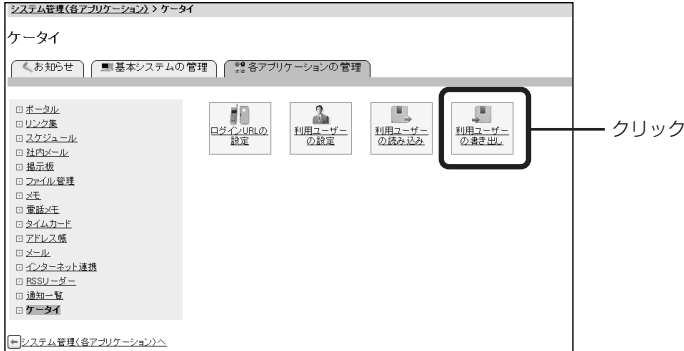 システム管理(各アプリケーション) > ケータイ
ケータイ
お知らせ 基本システムの管理 各アプリケーションの管理
ポータル
リンク集
スケジュール
社内メール
掲示板
ファイル管理
メモ
電話メモ
タイムカード
アドレス帳
メール
インターネット連携
RSSリーダー
通知一覧
ケータイ
ログインURLの
設定
利用ユーザー
の設定
利用ユーザー
の読み込み
利用ユーザー
の書き出し
クリック
システム管理(各アプリケーション)へ